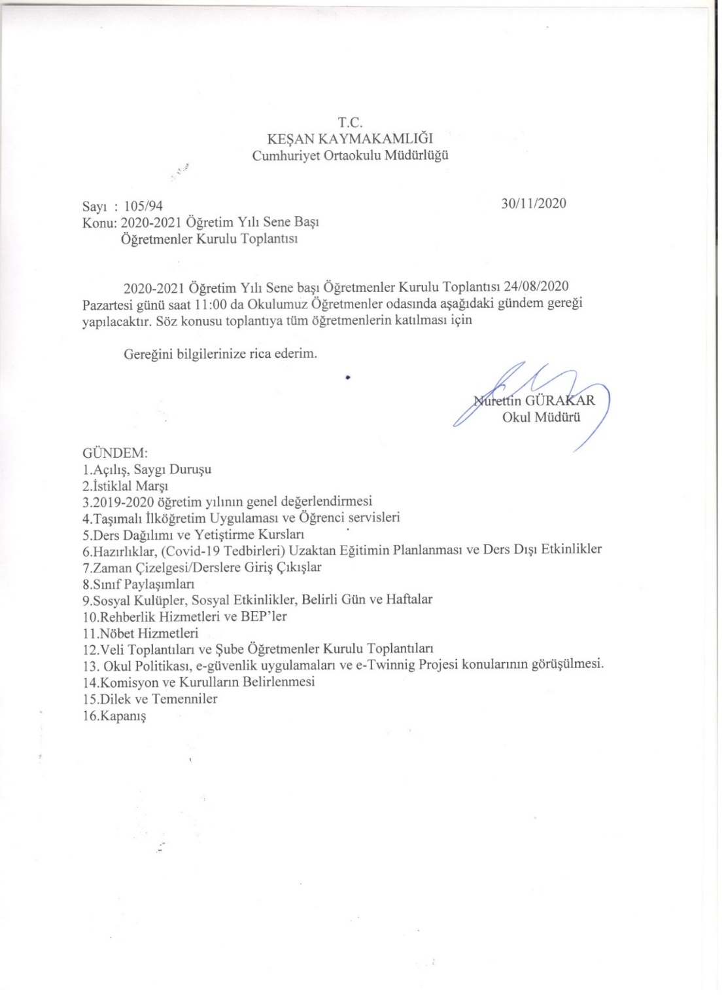 T.C.
KEŞAN KAYMAKAMLIĞI
Cumhuriyet Ortaokulu Müdürlüğü
Sayı : 105/94 30/11/2020
Konu: 2020-2021 Öğretim Yılı Sene Başı
Öğretmenler Kurulu Toplantısı
2020-2021 Öğretim Yılı Sene başı Öğretmenler Kurulu Toplantısı 24/08/2020
Pazartesi günü saat 11:00 da Okulumuz Öğretmenler odasında aşağıdaki gündem gereği
yapılacaktır. Söz konusu toplantıya tüm öğretmenlerin katılması için
Gereğini bilgilerinize rica ederim.
Nurettin GÜRAKAR
Okul Müdürü
GÜNDEM:
1.Açılış, Saygı Duruşu
2.İstiklal Marşı
3.2019-2020 öğretim yılının genel değerlendirmesi
4.Taşımalı İlköğretim Uygulaması ve Öğrenci servisleri
5.Ders Dağılımı ve Yetiştirme Kursları
6.Hazırlıklar, (Covid-19 Tedbirleri) Uzaktan Eğitimin Planlanması ve Ders Dışı Etkinlikler
7.Zaman Çizelgesi/Derslere Giriş Çıkışlar
8.Sınıf Paylaşımları
9.Sosyal Kulüpler, Sosyal Etkinlikler, Belirli Gün ve Haftalar
10.Rehberlik Hizmetleri ve BEP’ler
11.Nöbet Hizmetleri
12.Veli Toplantıları ve Şube Öğretmenler Kurulu Toplantıları
13. Okul Politikası, e-güvenlik uygulamaları ve e-Twinnig Projesi konularının görüşülmesi.
14.Komisyon ve Kurulların Belirlenmesi
15.Dilek ve Temenniler
16.Kapanış